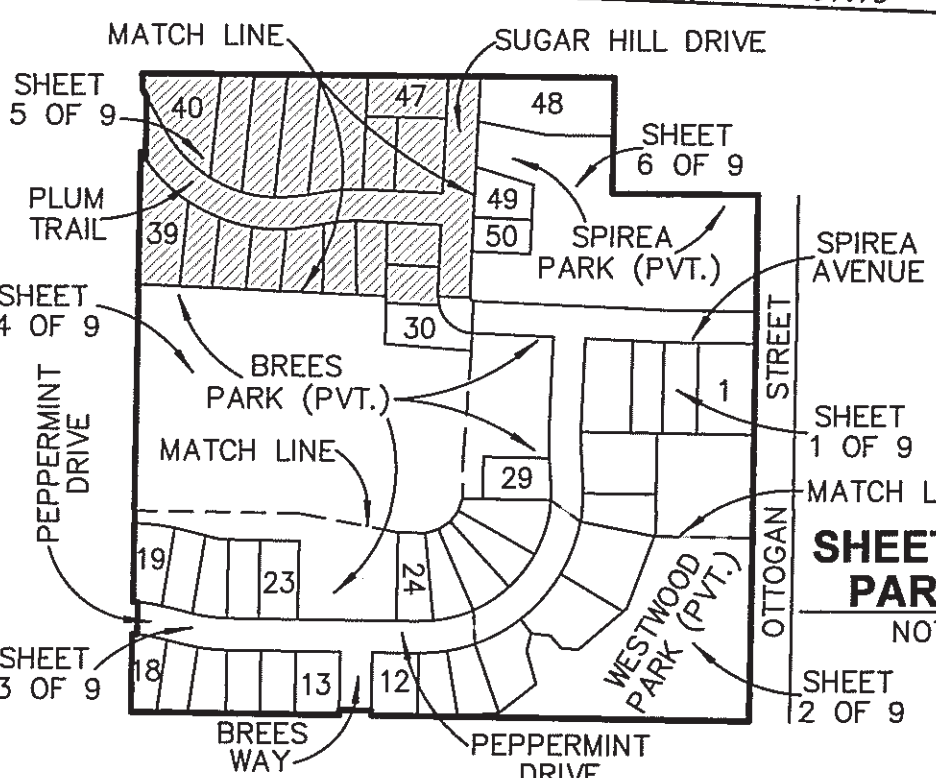 MATCH LINE
SUGAR HILL DRIVE
SHEET
5 OF 9
40
47
48
SHEET
6 OF 9
PLUM
TRAIL
39
49
50
SPIREA
PARK (PVT.)
SPIREA
AVENUE
SHEET
4 OF 9
30
BREES
PARK (PVT.)
1
STREET
SHEET
1 OF 9
PEPPERMINT
DRIVE
MATCH LINE
29
MATCH L
19
23
24
SHEET
PAR
NOT
OTTOGAN
WESTWOOD
PARK (PVT.)
SHEET
3 OF 9
18
13
12
SHEET
2 OF 9
BREES
WAY
PEPPERMINT
DRIVE